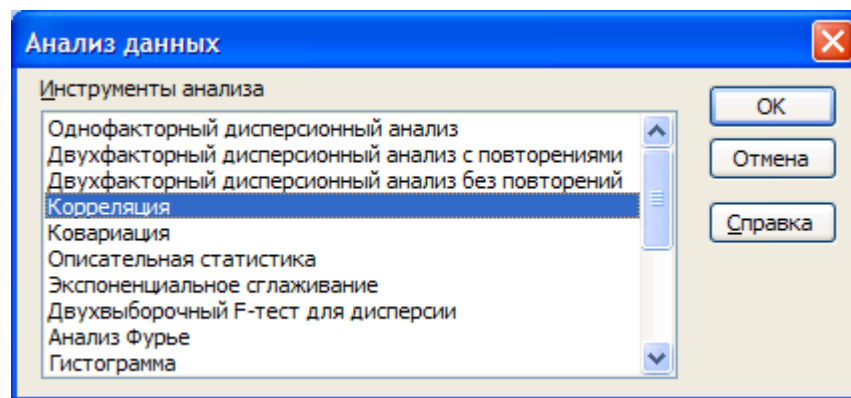 Анализ данных
Инструменты анализа
Однофакторный дисперсионный анализ
Двухфакторный дисперсионный анализ с повторениями
Двухфакторный дисперсионный анализ без повторений
Корреляция
Ковариация
Описательная статистика
Экспоненциальное сглаживание
Двухвыборочный F-тест для дисперсии
Анализ Фурье
Гистограмма
OK
Отмена
Справка